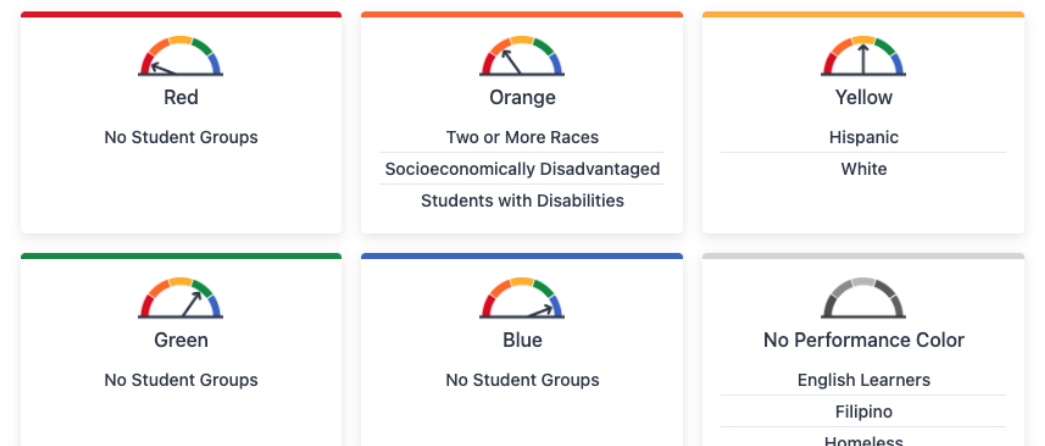 Red
No Student Groups
Orange
Two or More Races
Socioeconomically Disadvantaged
Students with Disabilities
Yellow
Hispanic
White
Green
No Student Groups
Blue
No Student Groups
No Performance Color
English Learners
Filipino
Homeless